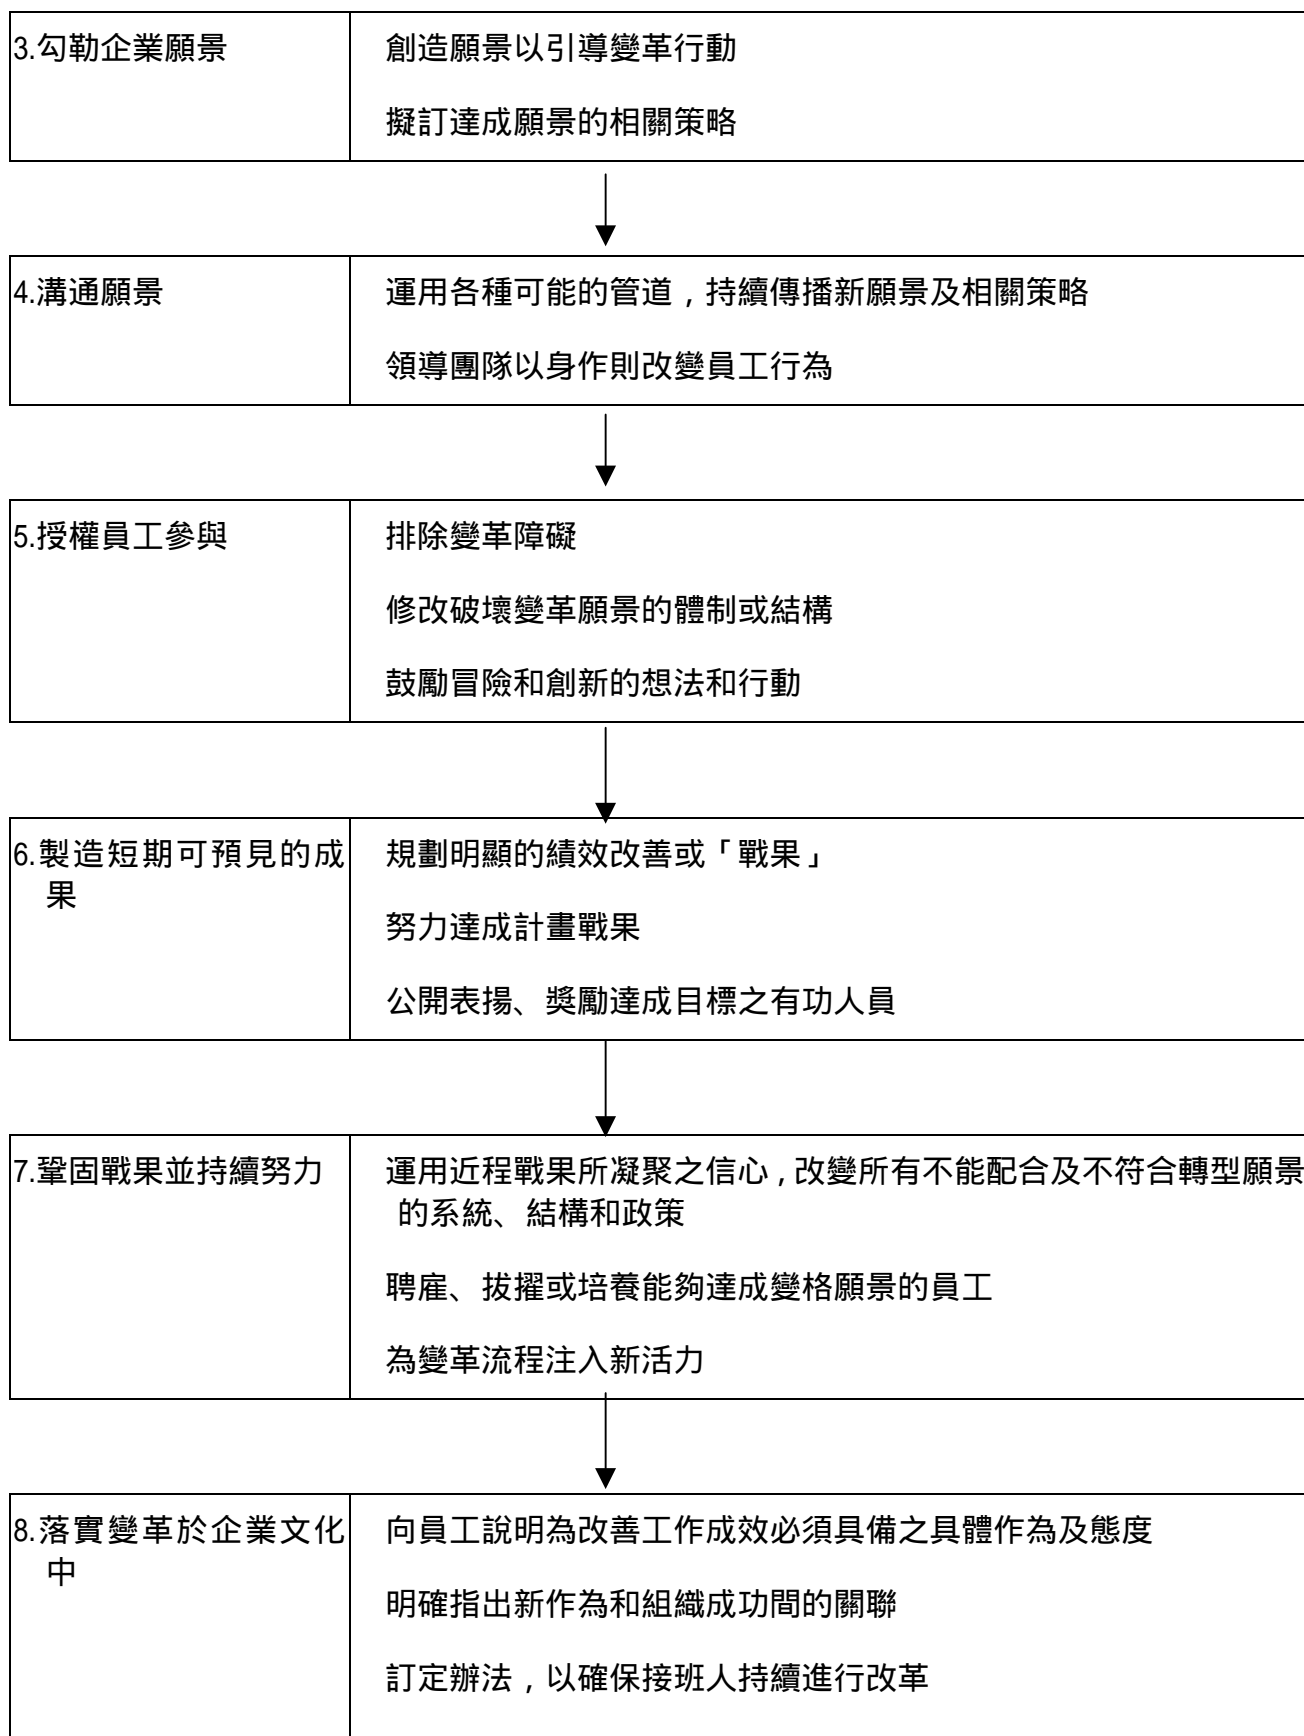 3.勾勒企業願景
創造願景以引導變革行動
擬訂達成願景的相關策略
4.溝通願景
運用各種可能的管道，持續傳播新願景及相關策略
領導團隊以身作則改變員工行為
5.授權員工參與
排除變革障礙
修改破壞變革願景的體制或結構
鼓勵冒險和創新的想法和行動
6.製造短期可預見的成
果
規劃明顯的績效改善或「戰果」
努力達成計畫戰果
公開表揚、獎勵達成目標之有功人員
7.鞏固戰果並持續努力
運用近程戰果所凝聚之信心，改變所有不能配合及不符合轉型願景
的系統、結構和政策
聘雇、拔擢或培養能夠達成變格願景的員工
為變革流程注入新活力
8.落實變革於企業文化
中
向員工說明為改善工作成效必須具備之具體作為及態度
明確指出新作為和組織成功間的關聯
訂定辦法，以確保接班人持續進行改革